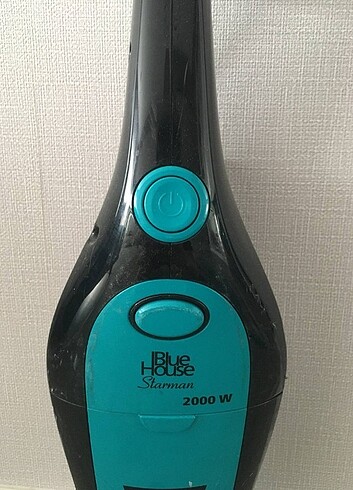 Blue
House
Starman
2000 W